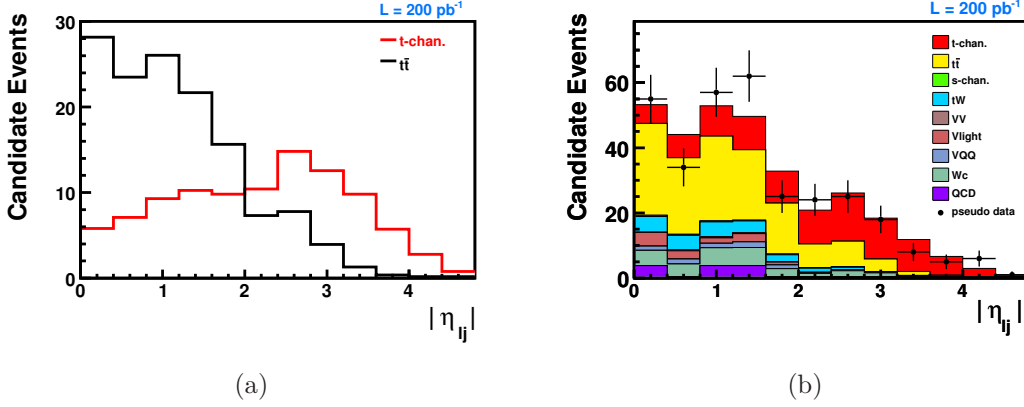 L = 200 pb-1
Candidate Events
30
20
10
0
t-chan.
tt̄
0 1 2 3 4
| η lj |
(a)
L = 200 pb-1
Candidate Events
60
40
20
0
t-chan.
tt̄
s-chan.
tW
VV
Vlight
VQQ
Wc
QCD
pseudo data
0 1 2 3 4
| η lj |
(b)